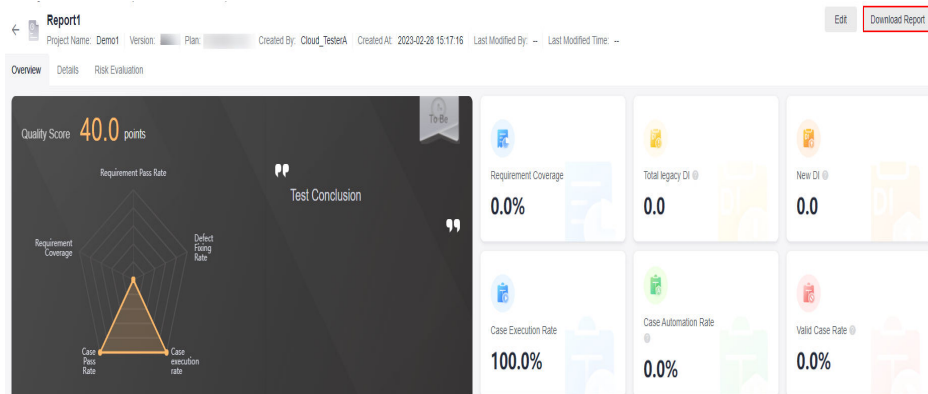 Report1
Edit
Download Report
Project Name: Demo1 Version: Plan: Created By: Cloud_TesterA Created At: 2023-02-28 15:17:16 Last Modified By: -- Last Modified Time: --
Overview Details Risk Evaluation
Quality Score 40.0 points
To-Be
Requirement Pass Rate
Requirement
Coverage
Defect
Fixing
Rate
Case
Pass
Rate
Case
execution
rate
"
Test Conclusion
"
Requirement Coverage
0.0%
Total legacy DI
0.0
New DI
0.0
Case Execution Rate
100.0%
Case Automation Rate
0.0%
Valid Case Rate
0.0%